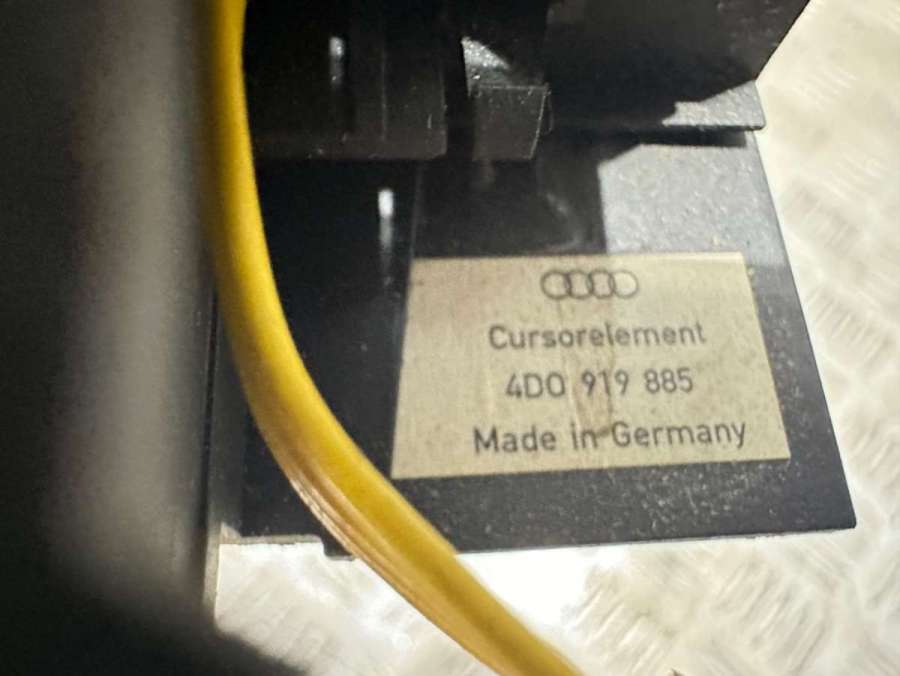 Cursorelement
4D0 919 885
Made in Germany